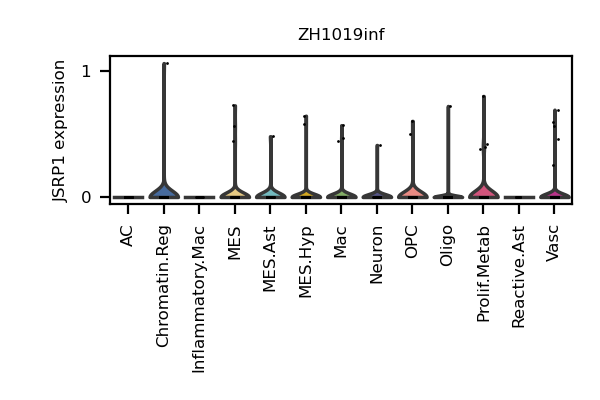 ZH1019inf
JSRP1 expression
1
0
AC
Chromatin.Reg
Inflammatory.Mac
MES
MES.Ast
MES.Hyp
Mac
Neuron
OPC
Oligo
Prolif.Metab
Reactive.Ast
Vasc